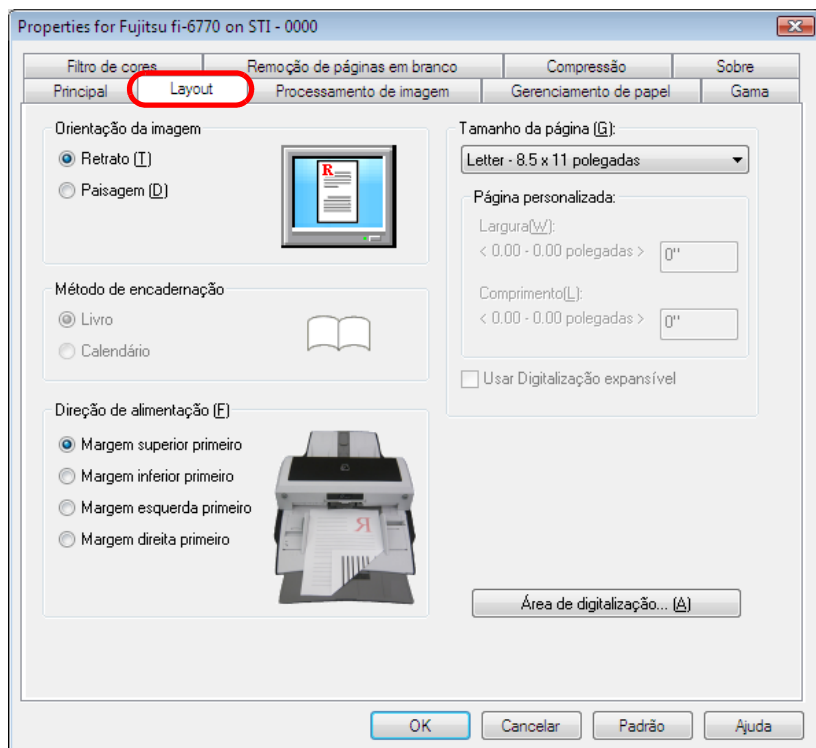 Properties for Fujitsu fi-6770 on STI - 0000
Filtro de cores Remoção de páginas em branco Compressão Sobre
Principal Layout Processamento de imagem Gerenciamento de papel Gama
Orientação da imagem
Retrato (T)
Paisagem (D)
R
Método de encadernação
Livro
Calendário
Direção de alimentação (F)
Margem superior primeiro
Margem inferior primeiro
Margem esquerda primeiro
Margem direita primeiro
R
Tamanho da página (G):
Letter - 8.5 x 11 polegadas
Página personalizada:
Largura(W):
< 0.00 - 0.00 polegadas > 0"
Comprimento(L):
< 0.00 - 0.00 polegadas > 0"
Usar Digitalização expansível
Área de digitalização... (A)
OK Cancelar Padrão Ajuda